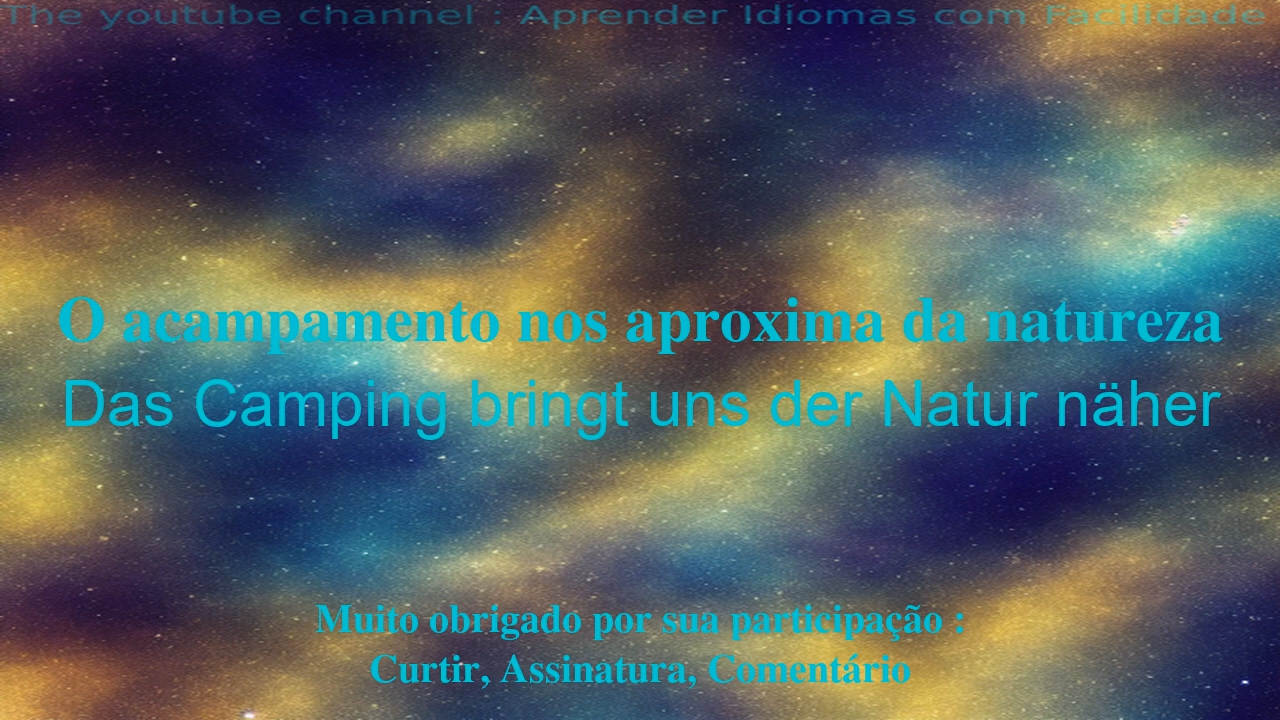 The youtube channel : Aprender Idiomas com Facilidade
O acampamento nos aproxima da natureza
Das Camping bringt uns der Natur näher
Muito obrigado por sua participação :
Curtir, Assinatura, Comentário